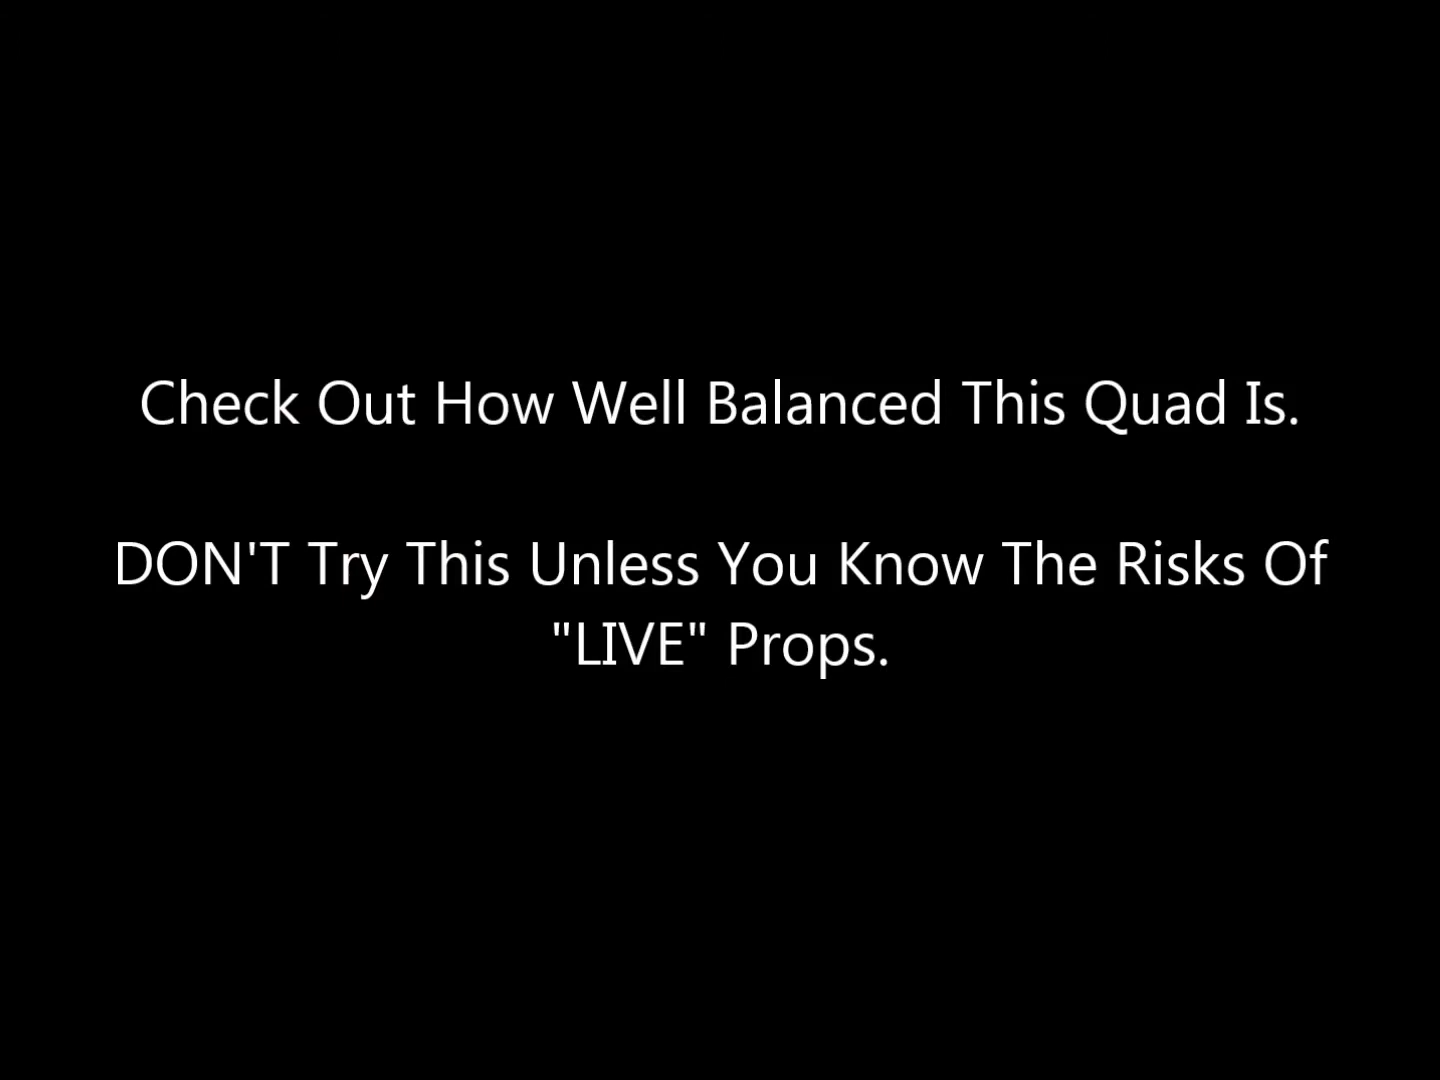 Check Out How Well Balanced This Quad Is.
DON'T Try This Unless You Know The Risks Of
"LIVE" Props.